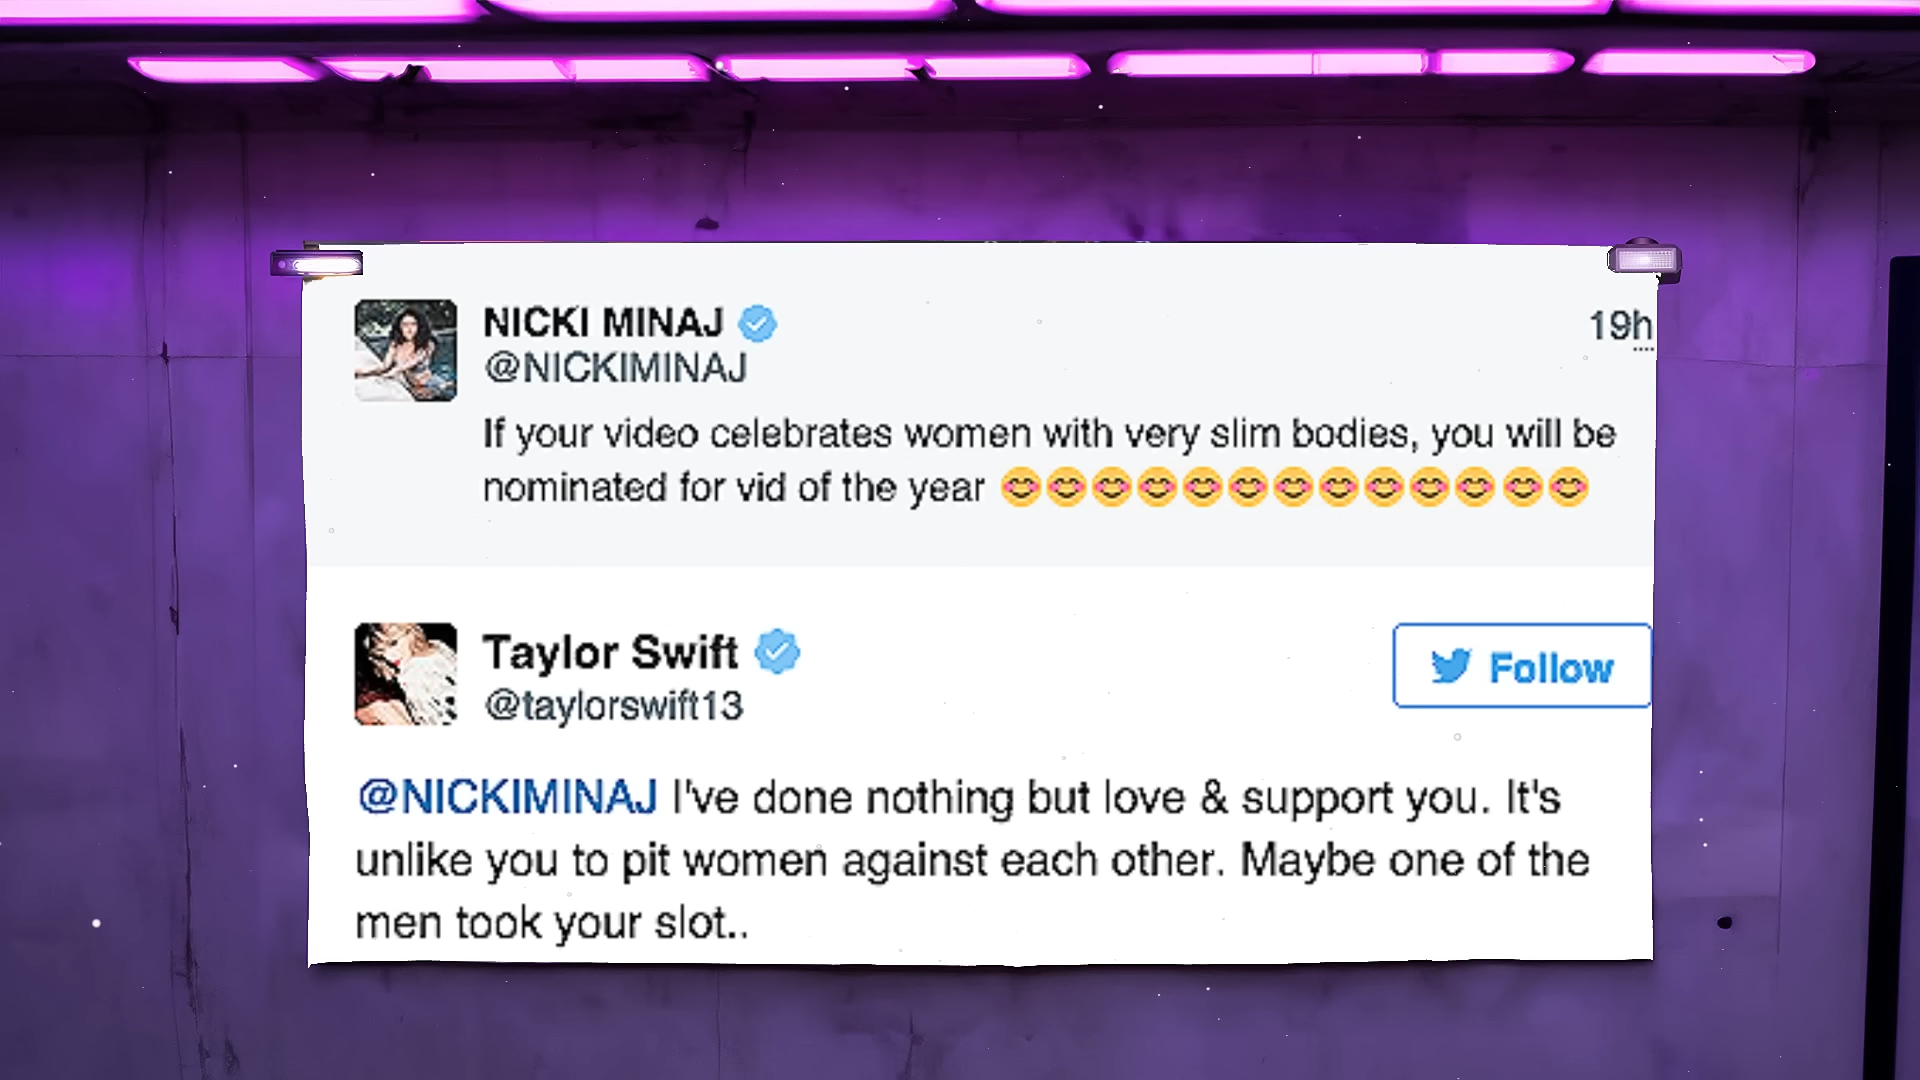 NICKI MINAJ
19h
@NICKIMINAJ
If your video celebrates women with very slim bodies, you will be
nominated for vid of the year 😊😊😊😊😊😊😊😊😊😊😊😊😊
Taylor Swift
Follow
@taylorswift13
@NICKIMINAJ I've done nothing but love & support you. It's
unlike you to pit women against each other. Maybe one of the
men took your slot..